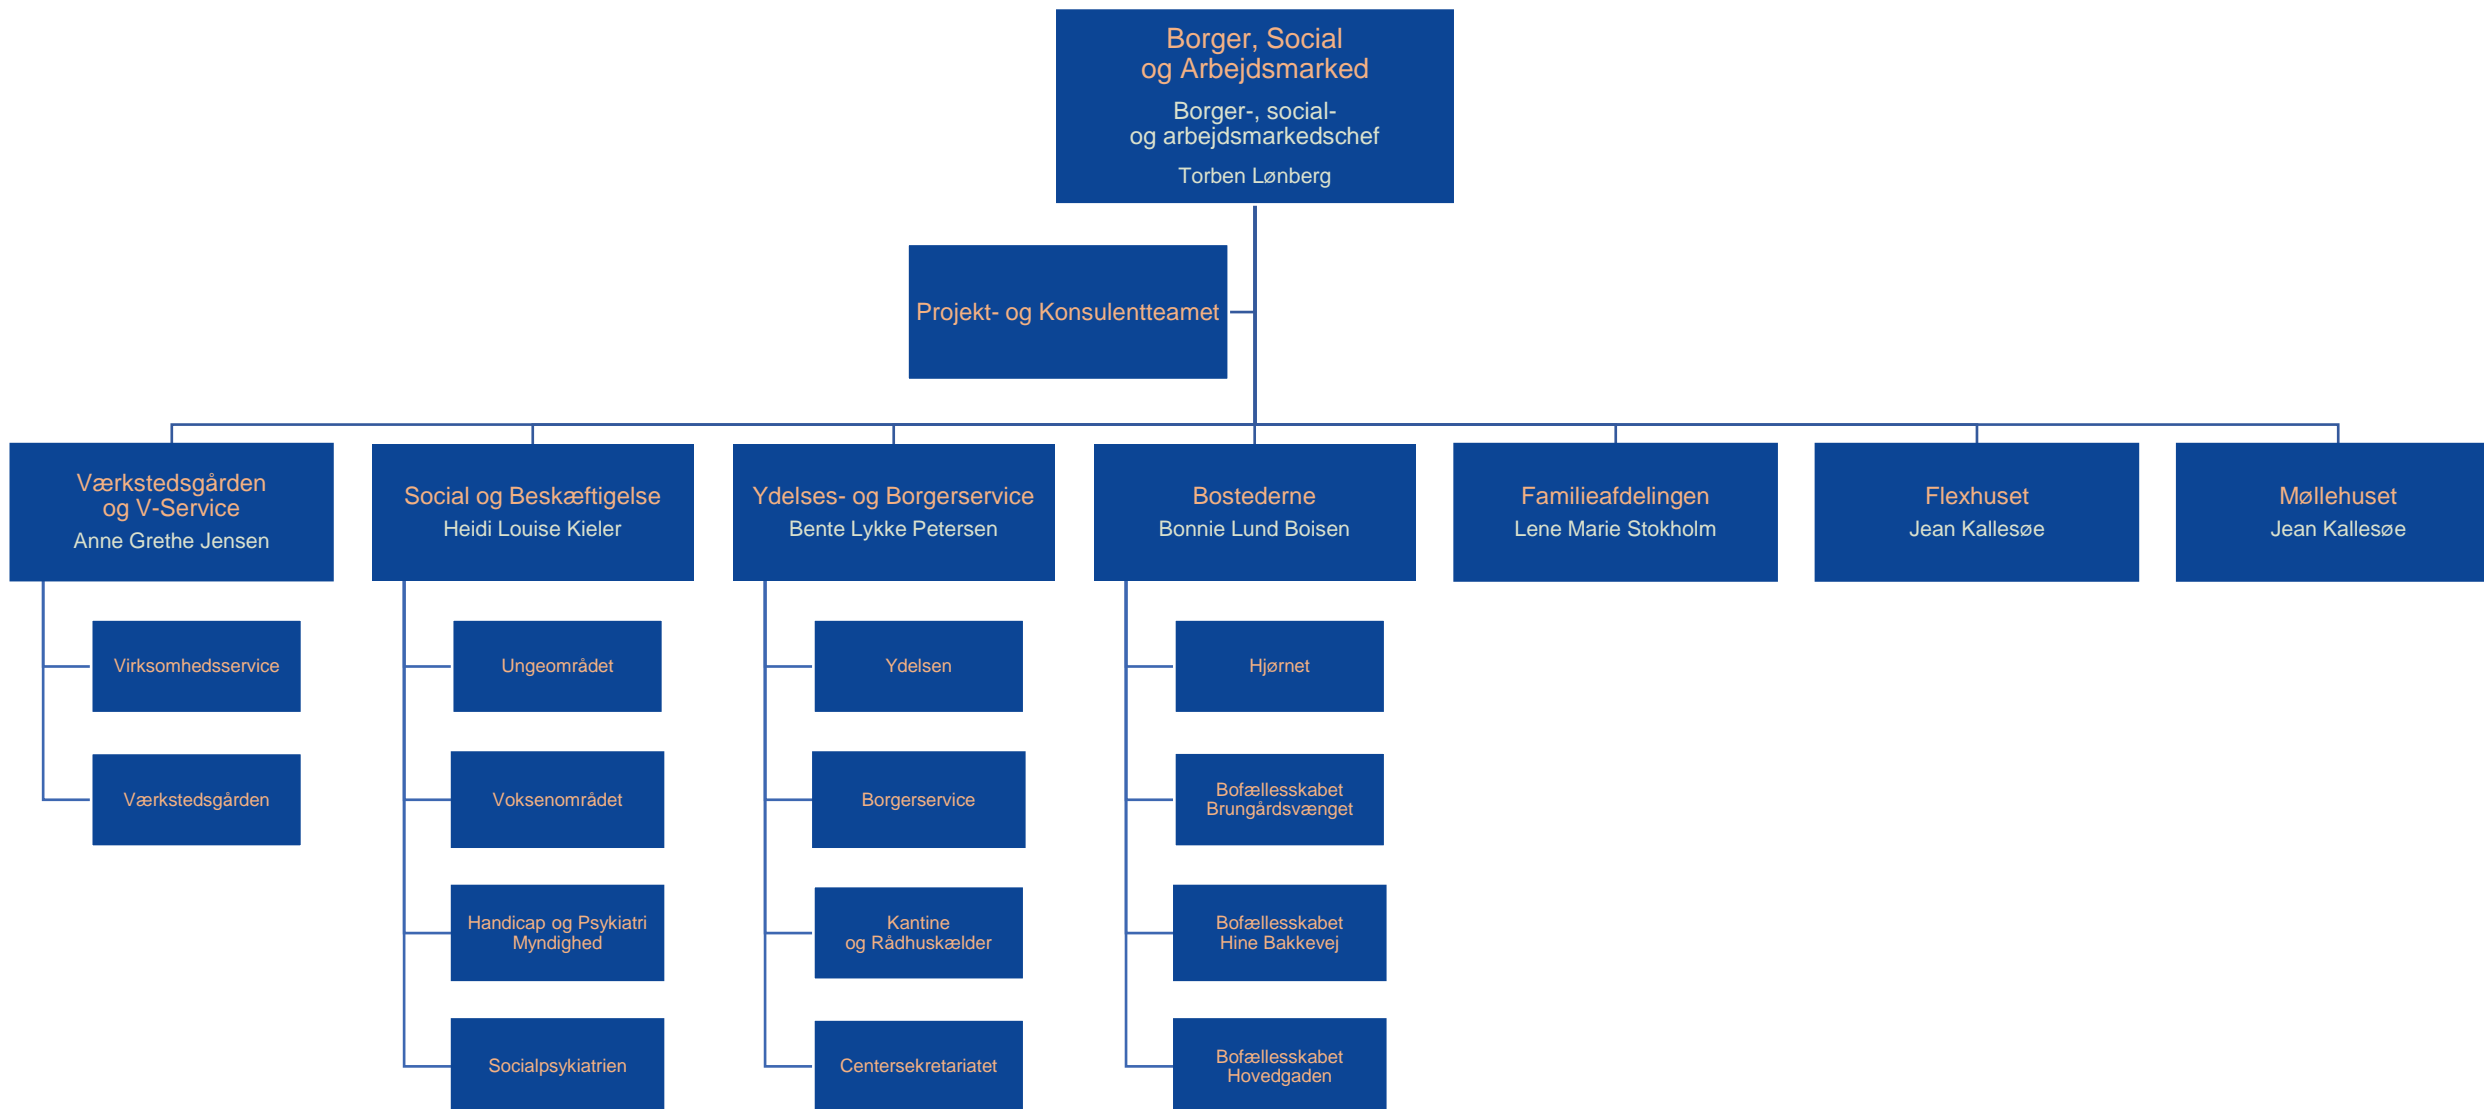 Borger, Social
og Arbejdsmarked
Borger-, social-
og arbejdsmarkedschef
Torben Lønberg
Projekt- og Konsulentteamet
Værkstedsgården
og V-Service
Anne Grethe Jensen
Virksomhedsservice
Værkstedsgården
Social og Beskæftigelse
Heidi Louise Kieler
Ungeområdet
Voksenområdet
Handicap og Psykiatri
Myndighed
Socialpsykiatrien
Ydelses- og Borgerservice
Bente Lykke Petersen
Ydelsen
Borgerservice
Kantine
og Rådhuskælder
Centersekretariatet
Bostederne
Bonnie Lund Boisen
Hjørnet
Bofællesskabet
Brungårdsvænget
Bofællesskabet
Hine Bakkevej
Bofællesskabet
Hovedgaden
Familieafdelingen
Lene Marie Stokholm
Flexhuset
Jean Kallesøe
Møllehuset
Jean Kallesøe